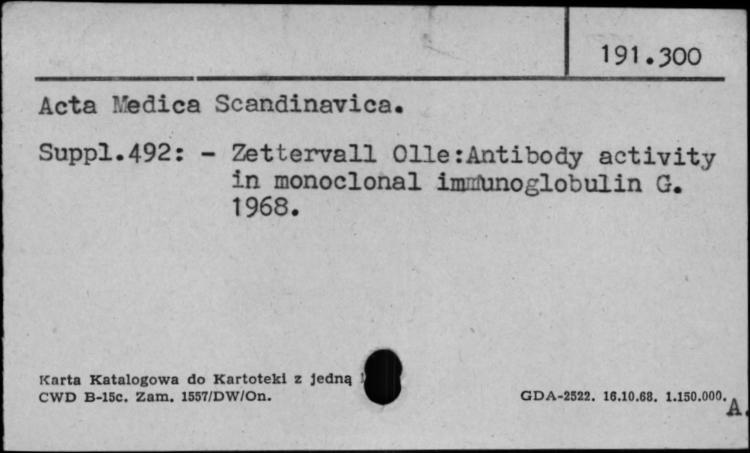 191.300
Acta Medica Scandinavica.
Suppl.492: - Zettervall Olle:Antibody activity
in monoclonal immunoglobulin G.
1968.
Karta Katalogowa do Kartoteki z jedną
CWD B-15c. Zam. 1557/DW/On.
GDA-2522. 16.10.68. 1.150.000.
A.